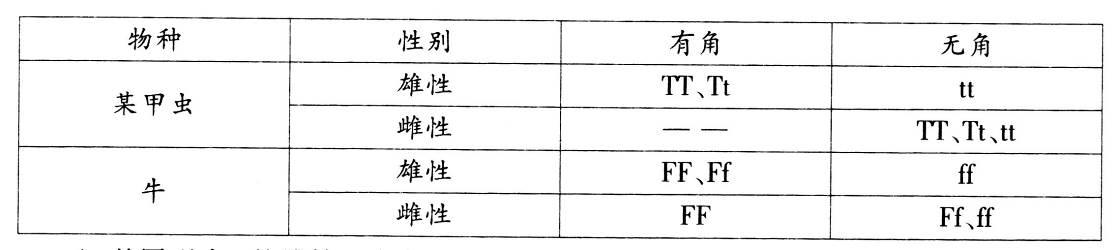 物种 性别 有角 无角
某甲虫 雄性 TT、Tt tt
雌性 —— TT、Tt、tt
牛 雄性 FF、Ff ff
雌性 FF Ff、ff